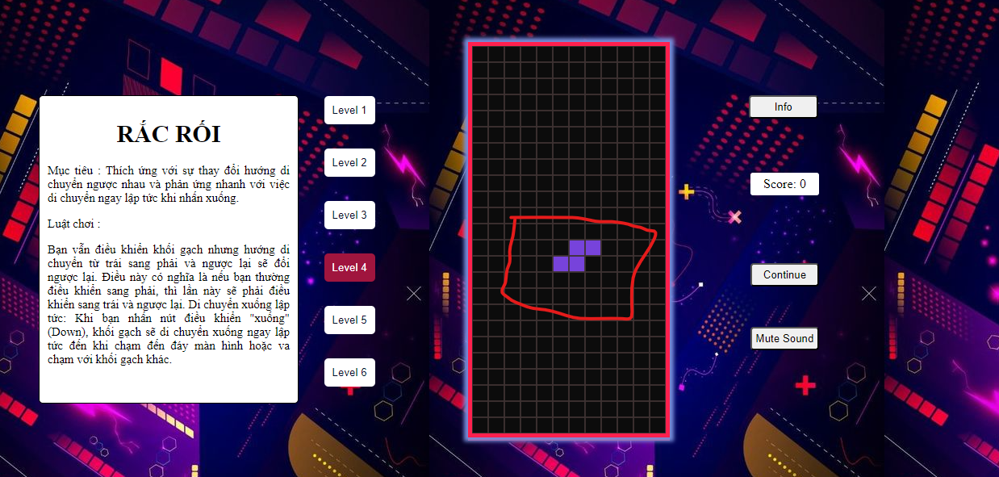 RẮC RỐI
Mục tiêu : Thích ứng với sự thay đổi hướng di
chuyển ngược nhau và phản ứng nhanh với việc
di chuyển ngay lập tức khi nhấn xuống.
Luật chơi :
Bạn vẫn điều khiển khối gạch nhưng hướng di
chuyển từ trái sang phải và ngược lại sẽ đổi
ngược lại. Điều này có nghĩa là nếu bạn thường
điều khiển sang phải, thì lần này sẽ phải điều
khiển sang trái và ngược lại. Di chuyển xuống lập
tức: Khi bạn nhấn nút điều khiển "xuống"
(Down), khối gạch sẽ di chuyển xuống ngay lập
tức đến khi chạm đến đáy màn hình hoặc va
chạm với khối gạch khác.
Level 1
Level 2
Level 3
Level 4
Level 5
Level 6
Info
Score: 0
Continue
Mute Sound